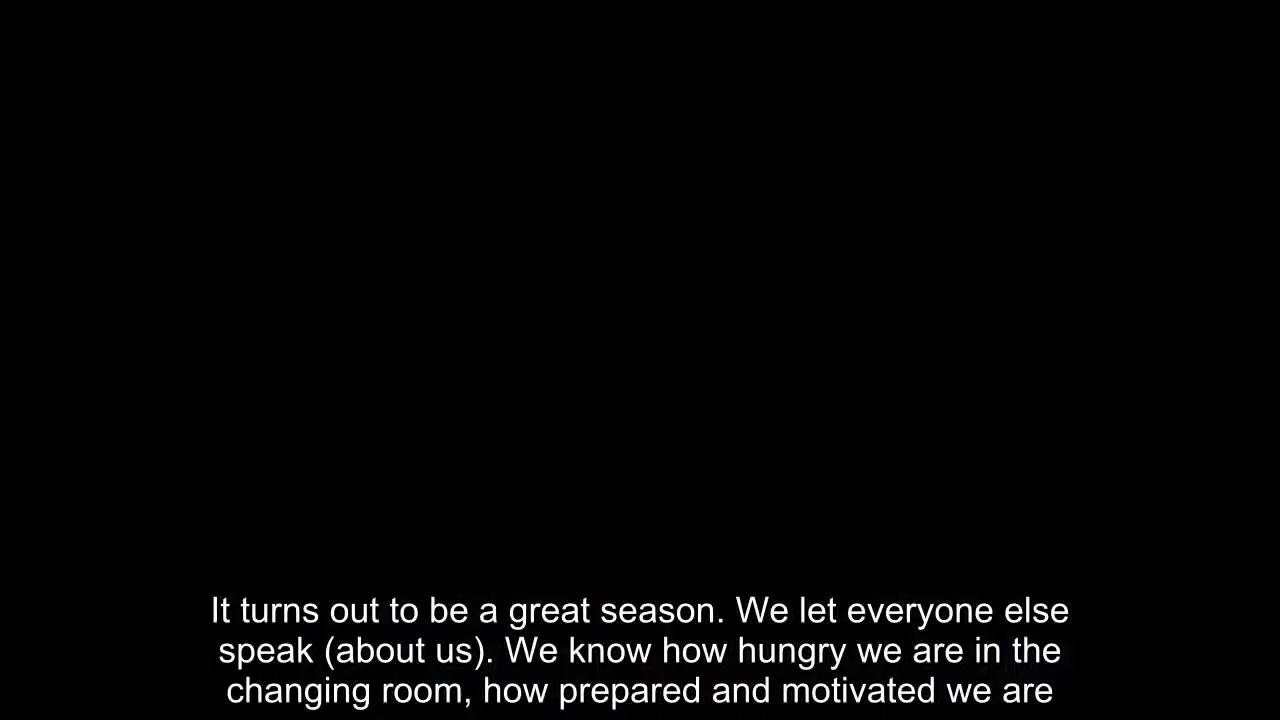 It turns out to be a great season. We let everyone else
speak (about us). We know how hungry we are in the
changing room, how prepared and motivated we are